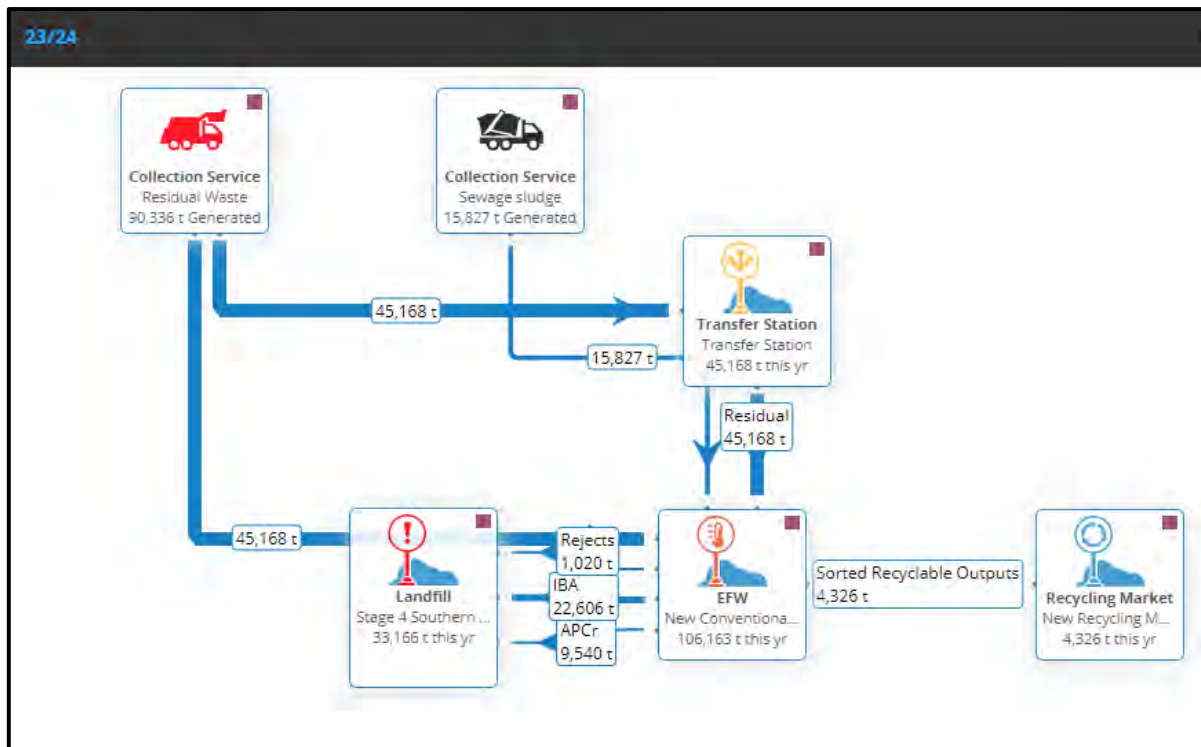 23/24
Collection Service
Residual Waste
90,336 t Generated
Collection Service
Sewage sludge
15,827 t Generated
45,168 t
15,827 t
Transfer Station
Transfer Station
45,168 t this yr
Residual
45,168 t
45,168 t
Landfill
Stage 4 Southern ...
33,166 t this yr
Rejects
1,020 t
IBA
22,606 t
APCr
9,540 t
EFW
New Conventiona...
106,163 t this yr
Sorted Recyclable Outputs
4,326 t
Recycling Market
New Recycling M...
4,326 t this yr